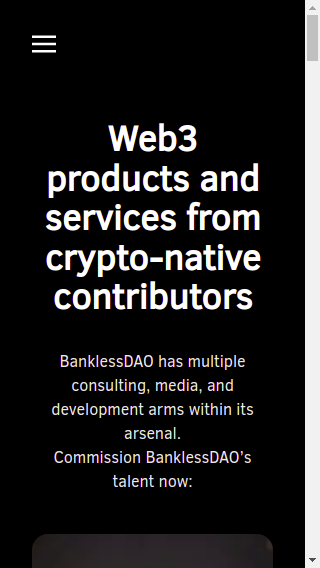 Web3
products and
services from
crypto-native
contributors
BanklessDAO has multiple
consulting, media, and
development arms within its
arsenal.
Commission BanklessDAO's
talent now: